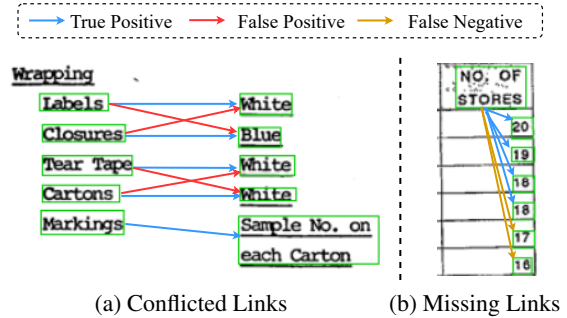 True Positive False Positive False Negative
Wrapping
Labels White
Closures Blue
Tear Tape White
Cartons White
Markings Sample No. on
each Carton
NO. OF
STORES
20
19
18
18
17
16
(a) Conflicted Links (b) Missing Links